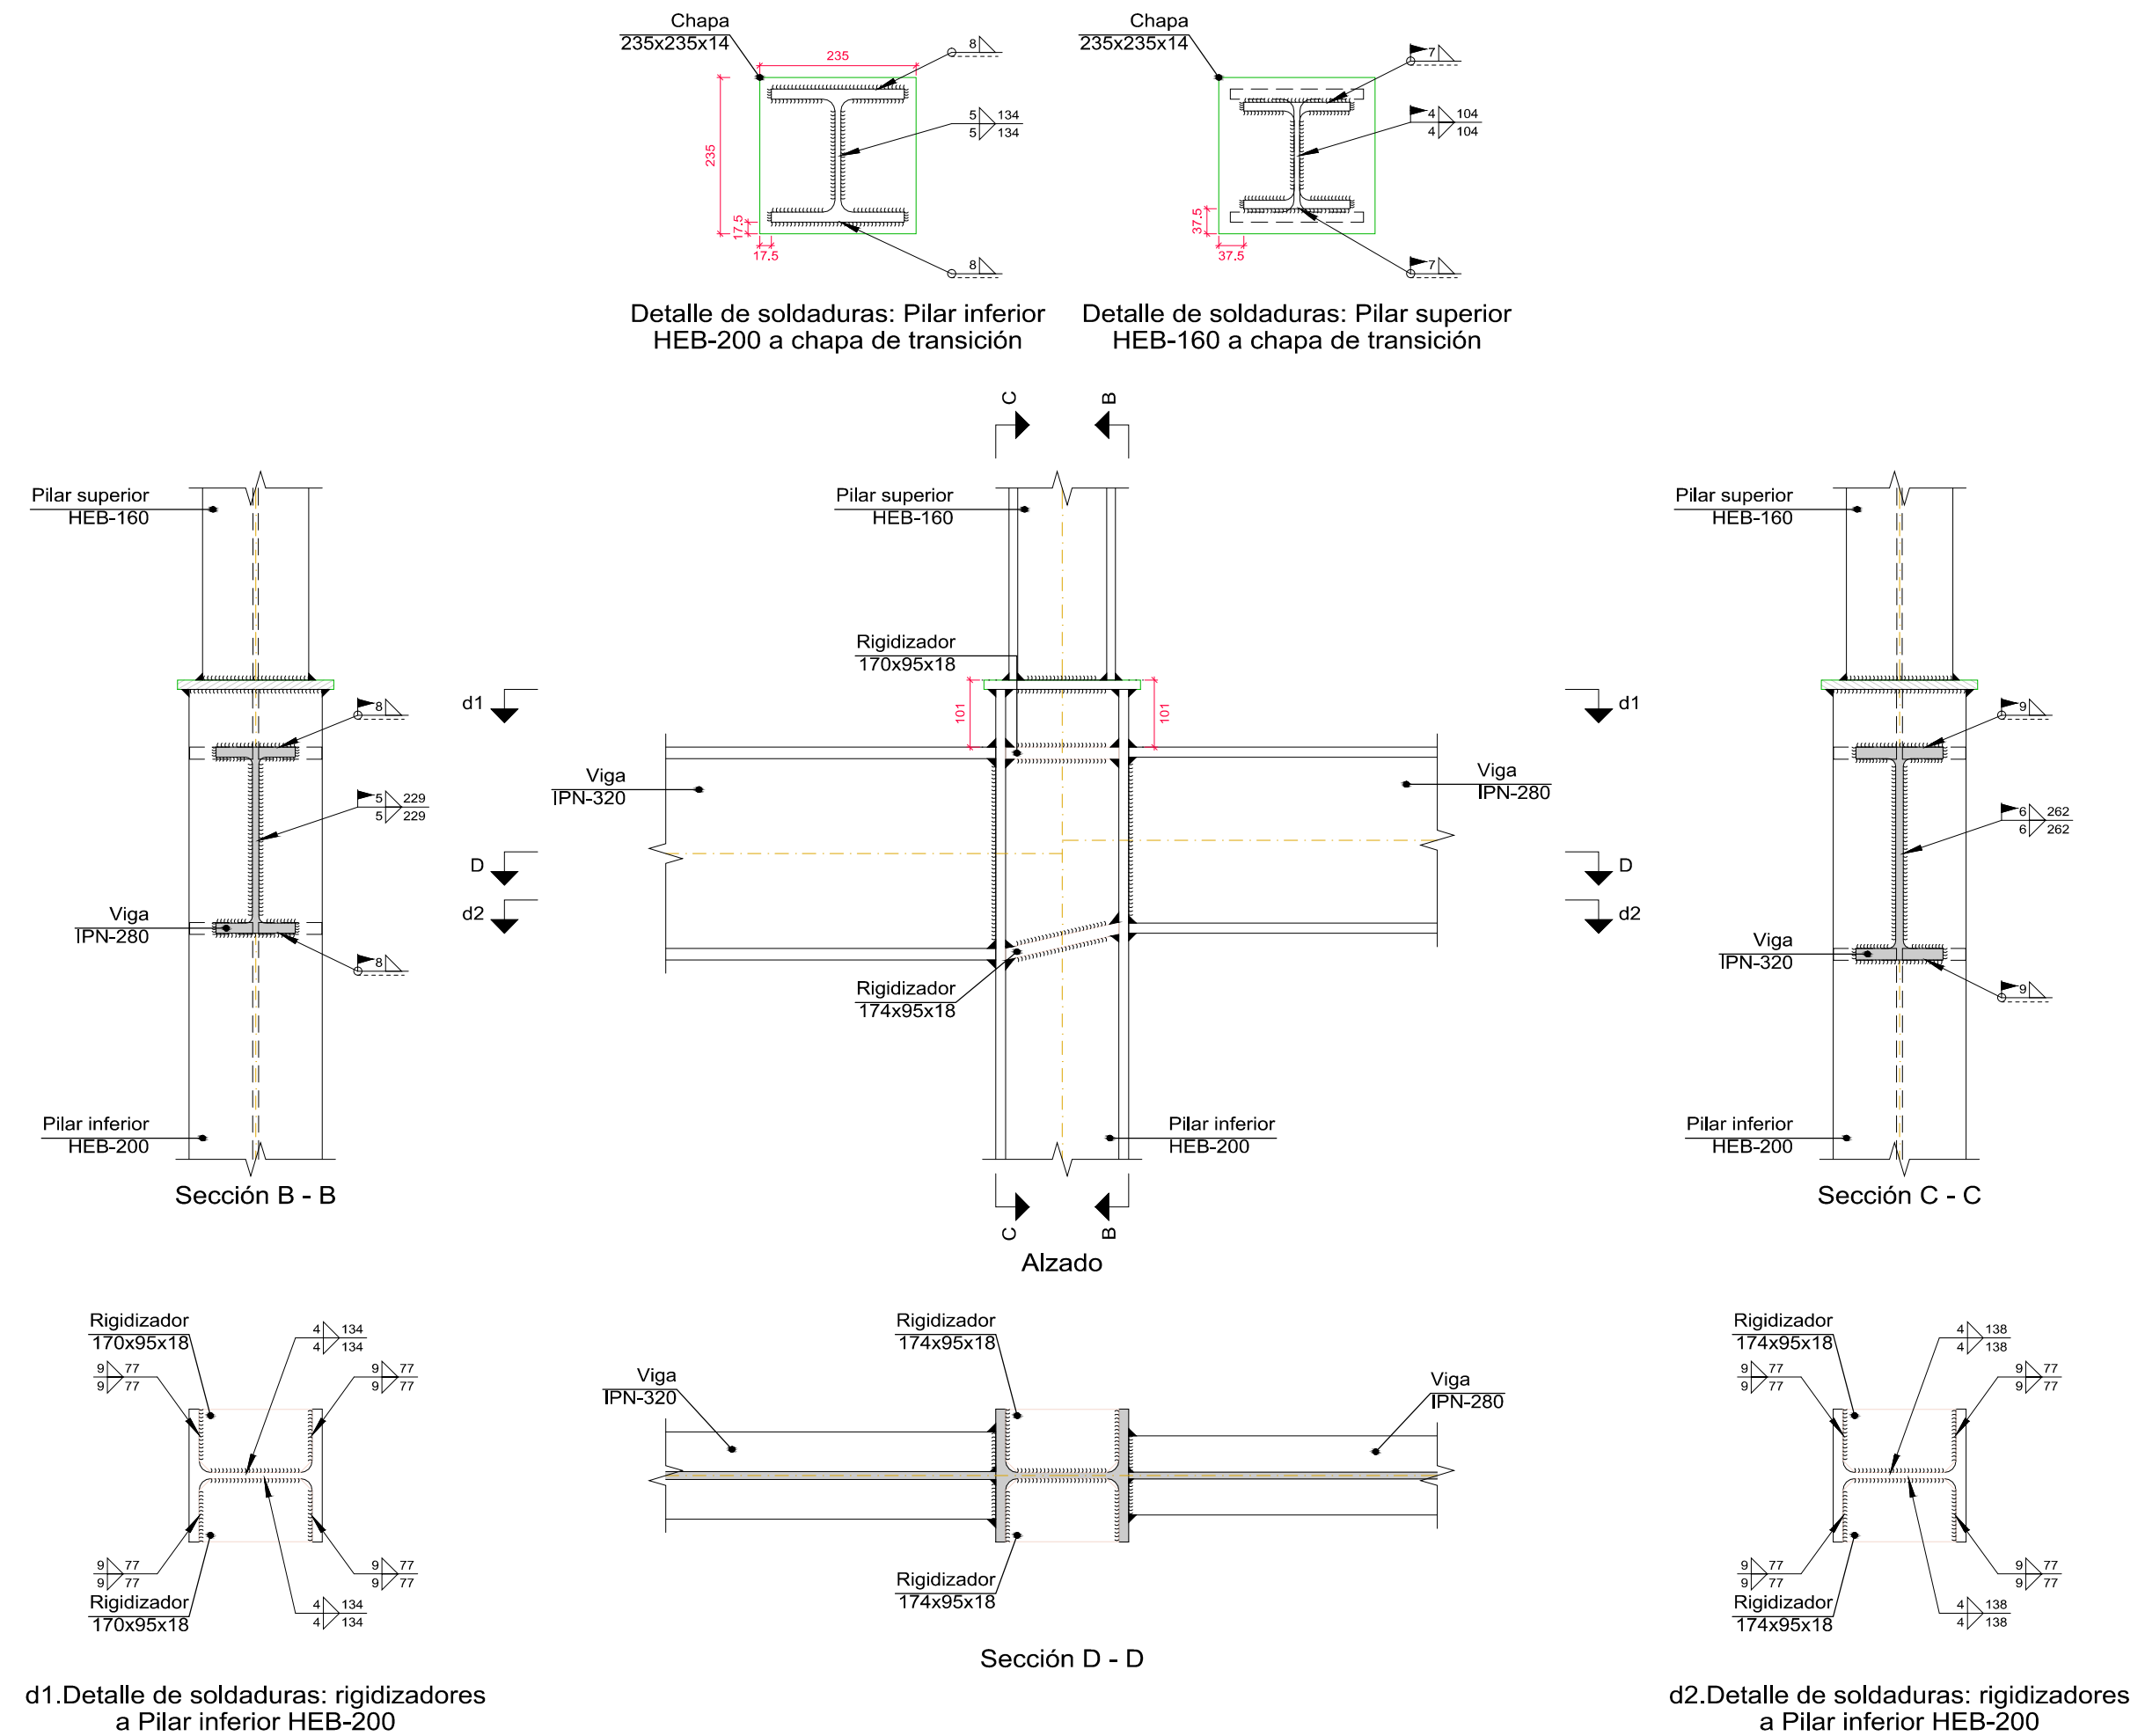 Chapa
235x235x14
235
235
17.5
17.5
8
5 134
5 134
8
Detalle de soldaduras: Pilar inferior
HEB-200 a chapa de transición
Chapa
235x235x14
37.5
37.5
7
4 104
4 104
7
Detalle de soldaduras: Pilar superior
HEB-160 a chapa de transición
Pilar superior
HEB-160
8
5 229
5 229
Viga
IPN-280
8
Pilar inferior
HEB-200
Sección B - B
d1
D
d2
C
B
Pilar superior
HEB-160
Rigidizador
170x95x18
101
101
Viga
IPN-320
Viga
IPN-280
Rigidizador
174x95x18
Pilar inferior
HEB-200
C
B
Alzado
d1
D
d2
Pilar superior
HEB-160
9
6 262
6 262
Viga
IPN-320
9
Pilar inferior
HEB-200
Sección C - C
Rigidizador
170x95x18
4 134
4 134
9 77
9 77
9 77
9 77
9 77
9 77
9 77
9 77
Rigidizador
170x95x18
4 134
4 134
d1.Detalle de soldaduras: rigidizadores
a Pilar inferior HEB-200
Rigidizador
174x95x18
Viga
IPN-320
Viga
IPN-280
Rigidizador
174x95x18
Sección D - D
Rigidizador
174x95x18
4 138
4 138
9 77
9 77
9 77
9 77
9 77
9 77
9 77
9 77
Rigidizador
174x95x18
4 138
4 138
d2.Detalle de soldaduras: rigidizadores
a Pilar inferior HEB-200